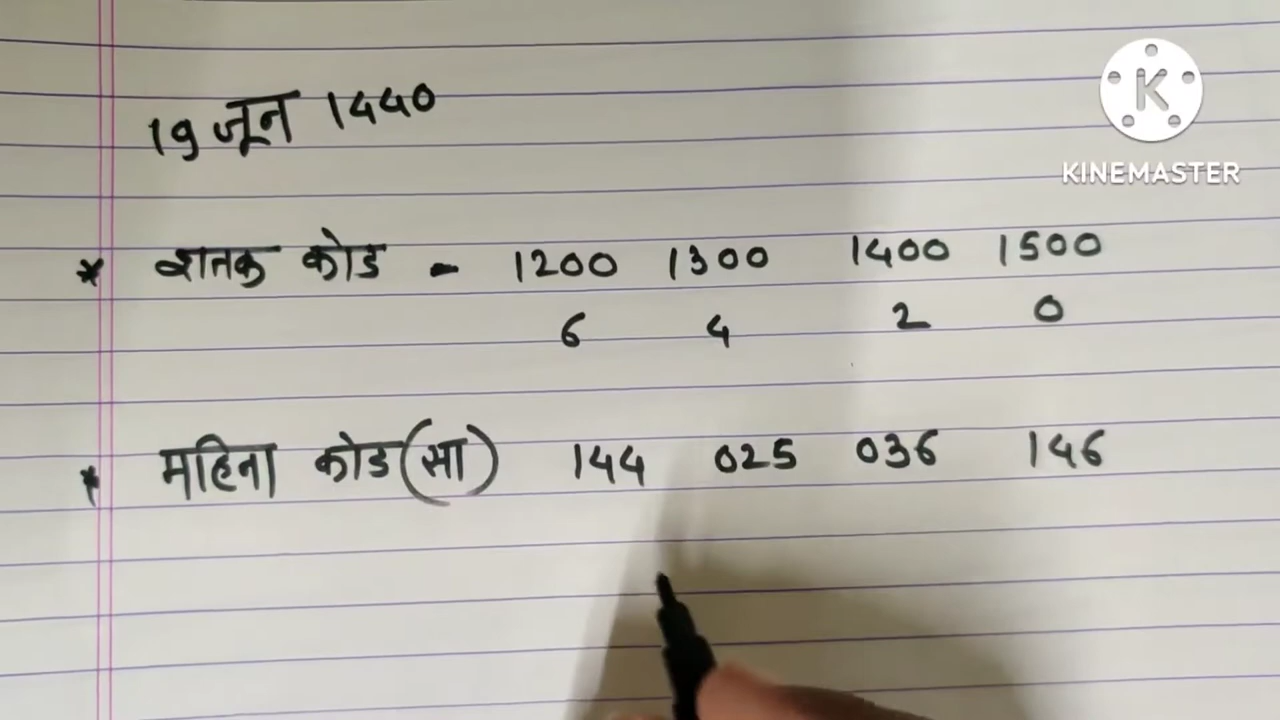 19 जून 1440
K
KINEMASTER
* शतक कोड - 1200 1300 1400 1500
6 4 2 0
* महिना कोड (सा) 144 025 036 146